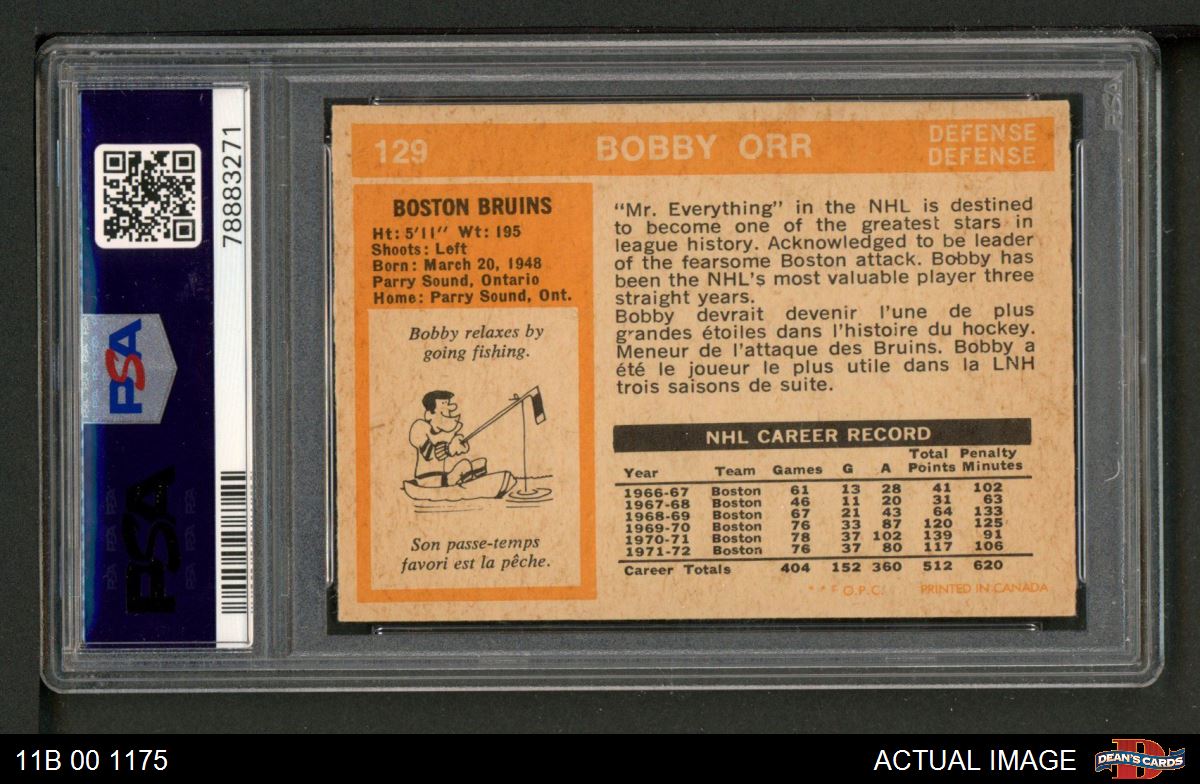 78883271
PSA
PSA
129 BOBBY ORR DEFENSE
DÉFENSE
BOSTON BRUINS
Ht: 5'11" Wt: 195
Shoots: Left
Born: March 20, 1948
Parry Sound, Ontario
Home: Parry Sound, Ont.
Bobby relaxes by
going fishing.
Son passe-temps
favori est la pêche.
"Mr. Everything" in the NHL is destined
to become one of the greatest stars in
league history. Acknowledged to be leader
of the fearsome Boston attack. Bobby has
been the NHL's most valuable player three
straight years.
Bobby devrait devenir l'une de plus
grandes étoiles dans l'histoire du hockey.
Meneur de l'attaque des Bruins. Bobby a
été le joueur le plus utile dans la LNH
trois saisons de suite.
NHL CAREER RECORD
Year Team Games G A Total Points Penalty Minutes
1966-67 Boston 61 13 28 41 102
1967-68 Boston 46 11 20 31 63
1968-69 Boston 67 21 43 64 133
1969-70 Boston 76 33 87 120 125
1970-71 Boston 78 37 102 139 91
1971-72 Boston 76 37 80 117 106
Career Totals 404 152 360 512 620
* * F O.P.C. PRINTED IN CANADA
11B 00 1175
ACTUAL IMAGE
DEAN'S CARDS